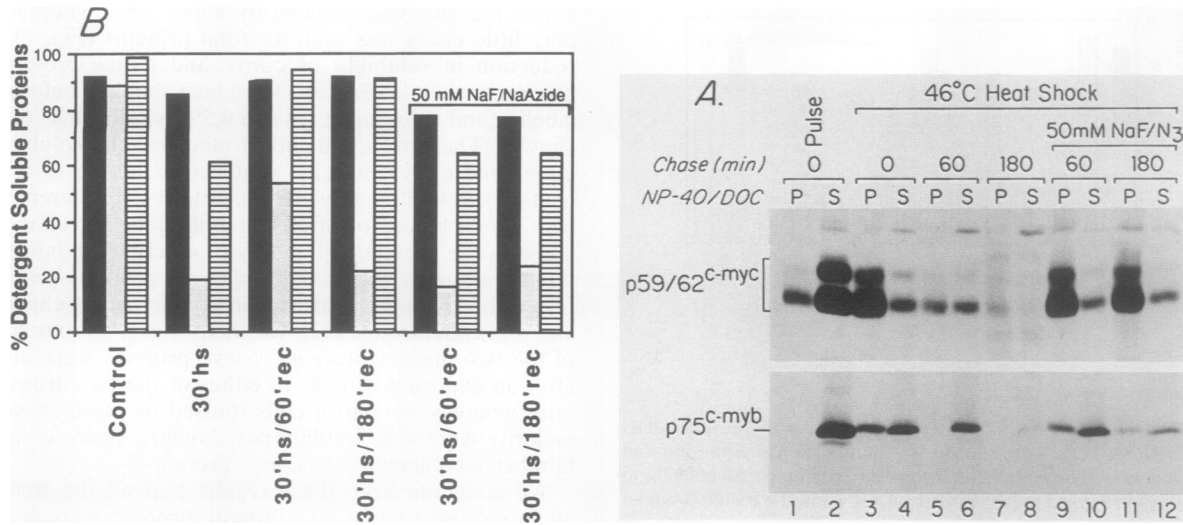 B
% Detergent Soluble Proteins
100
80
60
40
20
0
50 mM NaF/NaAzide
Control
30'hs
30'hs/60'rec
30'hs/180'rec
30'hs/60'rec
30'hs/180'rec
A.
46°C Heat Shock
Pulse
50mM NaF/N3
Chase (min) 0 0 60 180 60 180
NP-40/DOC P S P S P S P S P S P S
p59/62 c-myc
p75 c-myb
1 2 3 4 5 6 7 8 9 10 11 12